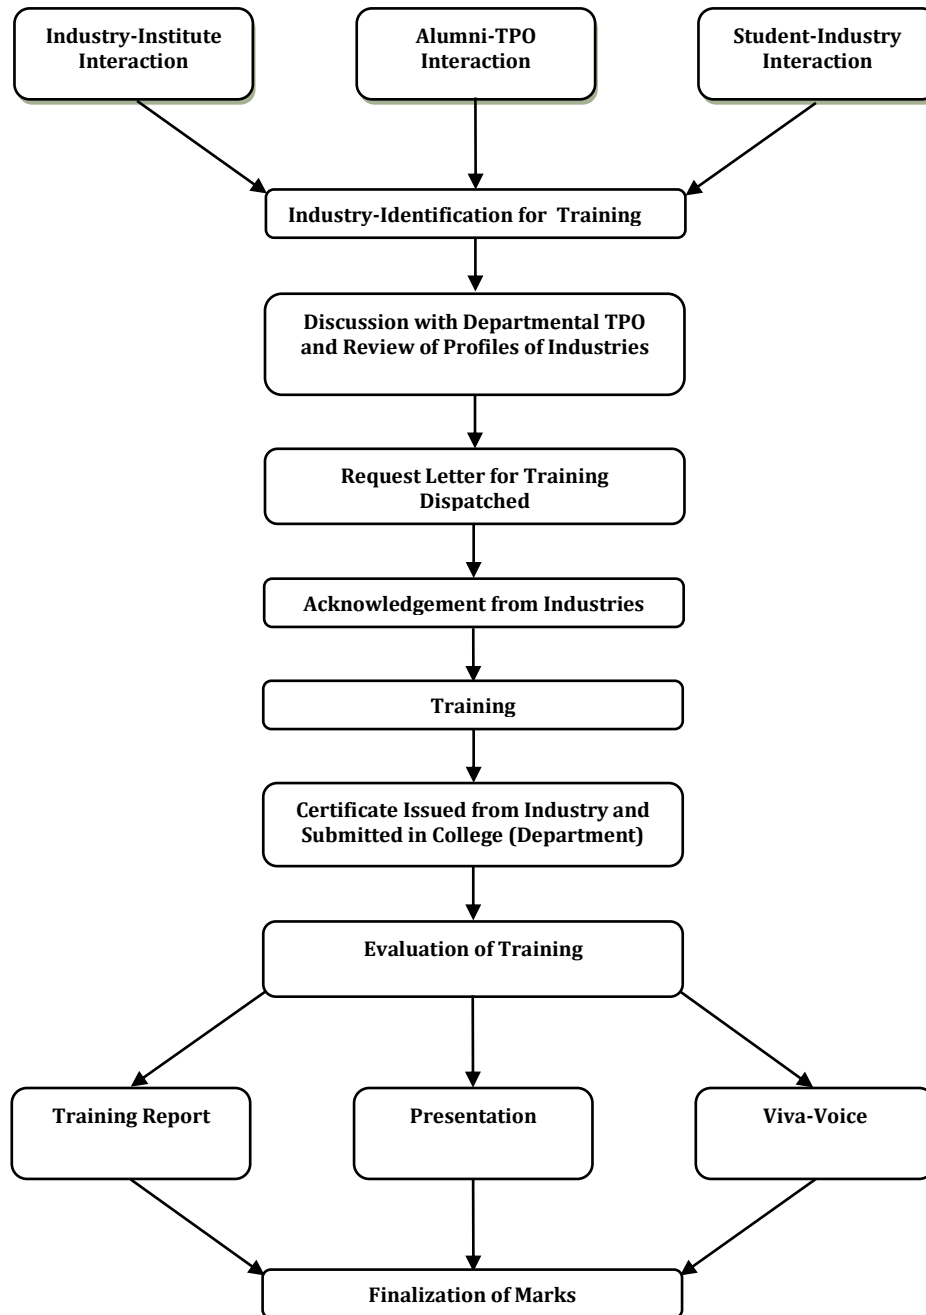 Industry-Institute
Interaction
Alumni-TPO
Interaction
Student-Industry
Interaction
Industry-Identification for Training
Discussion with Departmental TPO
and Review of Profiles of Industries
Request Letter for Training
Dispatched
Acknowledgement from Industries
Training
Certificate Issued from Industry and
Submitted in College (Department)
Evaluation of Training
Training Report
Presentation
Viva-Voice
Finalization of Marks